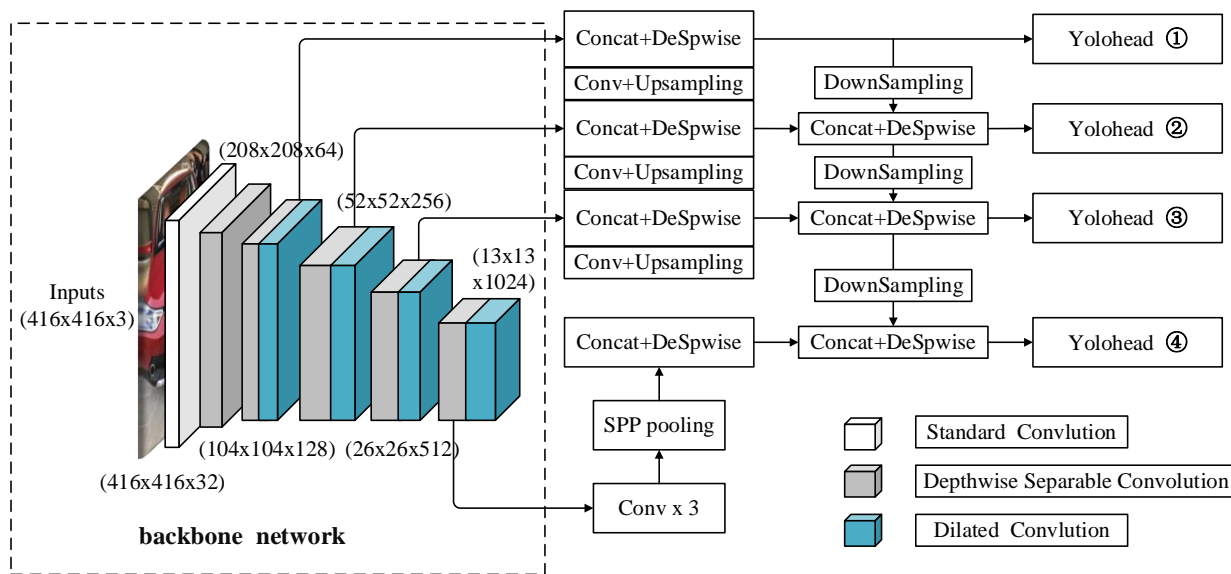 Concat+DeSpwise
Yolohead ①
Conv+Upsampling
DownSampling
Concat+DeSpwise
Concat+DeSpwise
Yolohead ②
(208x208x64)
Conv+Upsampling
DownSampling
(52x52x256)
Concat+DeSpwise
Concat+DeSpwise
Yolohead ③
(13x13
x1024)
Conv+Upsampling
DownSampling
Inputs
(416x416x3)
Concat+DeSpwise
Concat+DeSpwise
Yolohead ④
SPP pooling
(104x104x128)
(26x26x512)
(416x416x32)
Conv x 3
backbone network
Standard Convlution
Depthwise Separable Convolution
Dilated Convlution